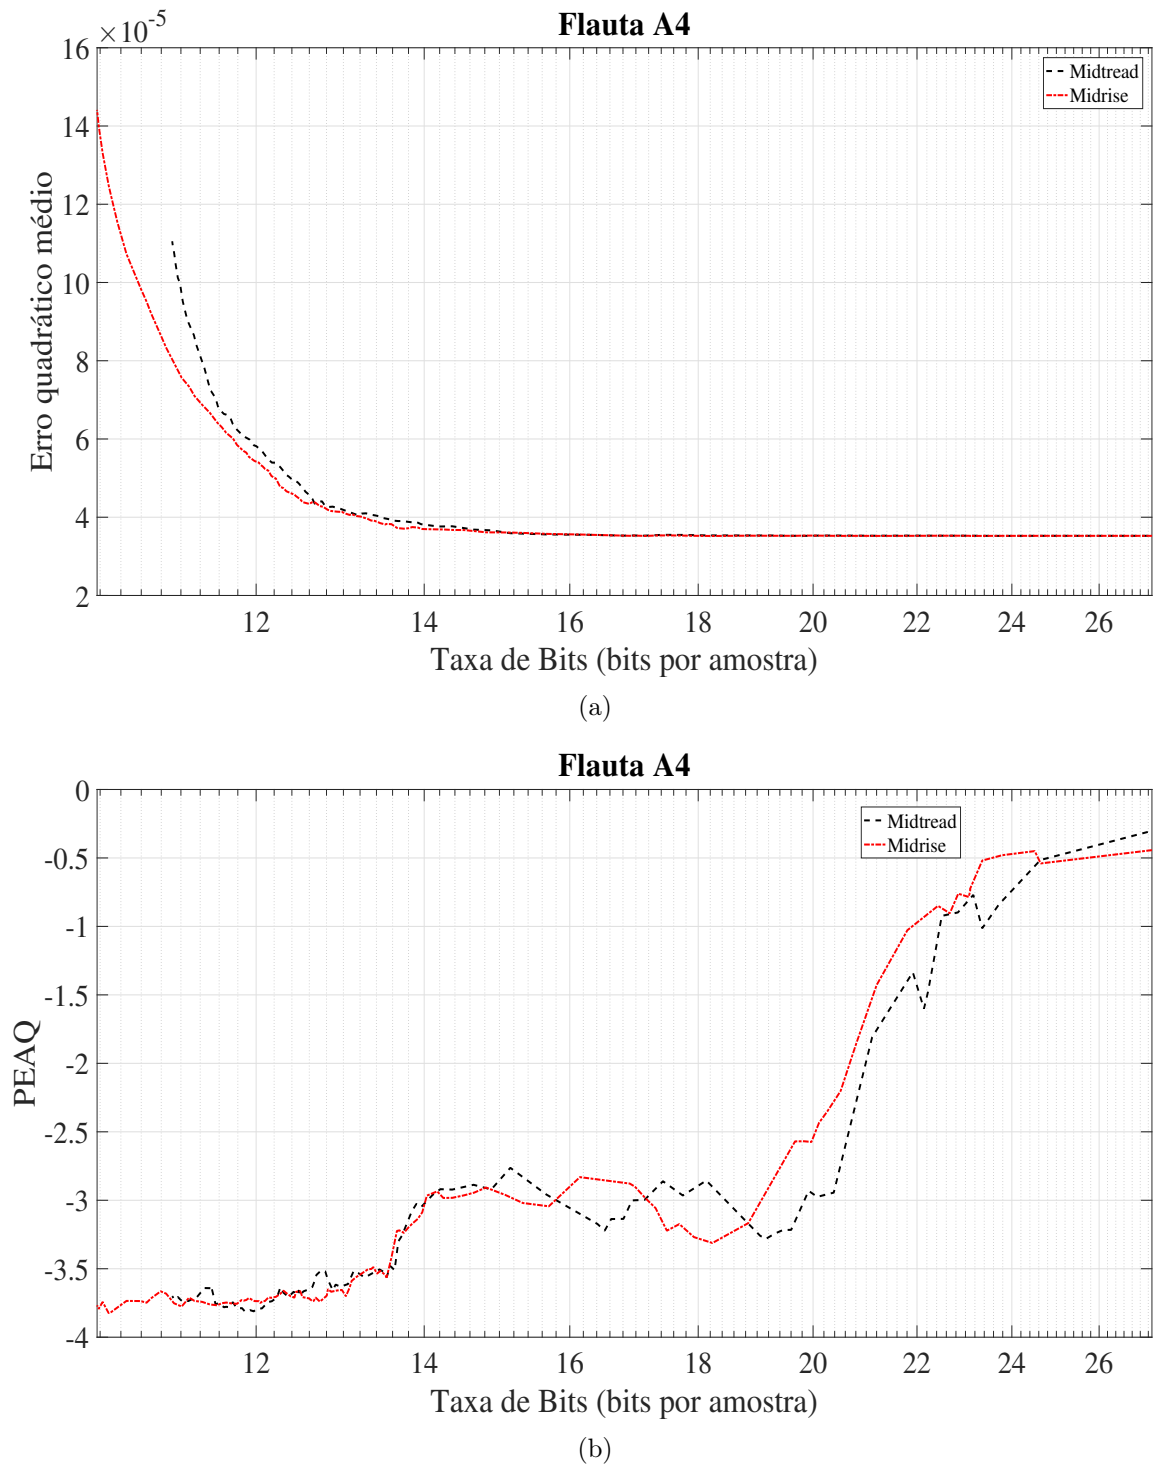 Flauta A4
×10^-5
16
14
12
10
8
6
4
2
Erro quadrático médio
Midtread
Midrise
12 14 16 18 20 22 24 26
Taxa de Bits (bits por amostra)
(a)
Flauta A4
0
-0.5
-1
-1.5
-2
-2.5
-3
-3.5
-4
PEAQ
Midtread
Midrise
12 14 16 18 20 22 24 26
Taxa de Bits (bits por amostra)
(b)